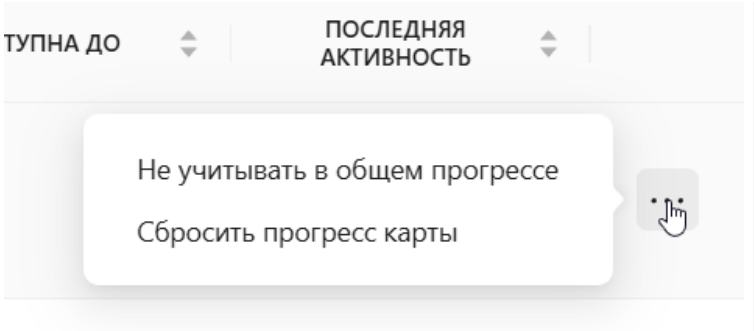 ТУПНА ДО
ПОСЛЕДНЯЯ
АКТИВНОСТЬ
Не учитывать в общем прогрессе
Сбросить прогресс карты